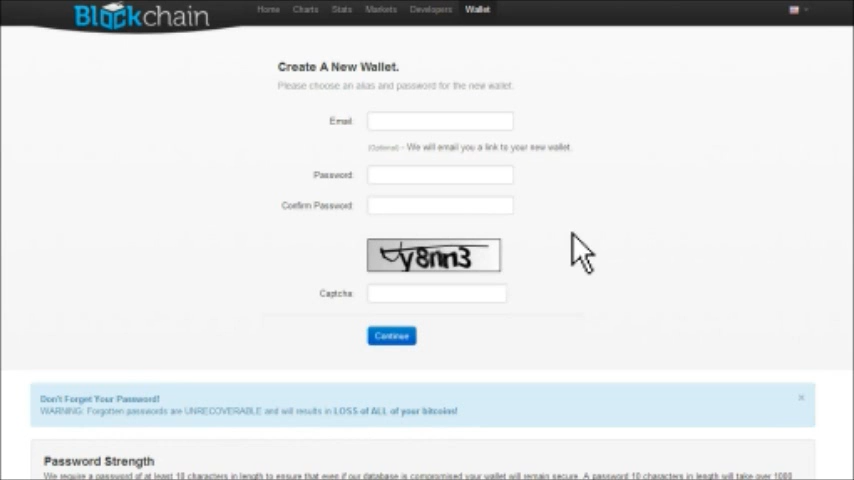 Blockchain
Home Charts Stats Markets Developers Wallet
Create A New Wallet.
Please choose an alias and password for the new wallet.
Email:
(Optional) - We will email you a link to your new wallet.
Password:
Confirm Password:
Captcha:
Continue
Don't Forget Your Password!
×
WARNING: Forgotten passwords are UNRECOVERABLE and will results in LOSS of ALL of your bitcoins!
Password Strength
We require a password of at least 10 characters in length to ensure that even if our database is compromised your wallet will remain secure. A password 10 characters in length will take over 1000